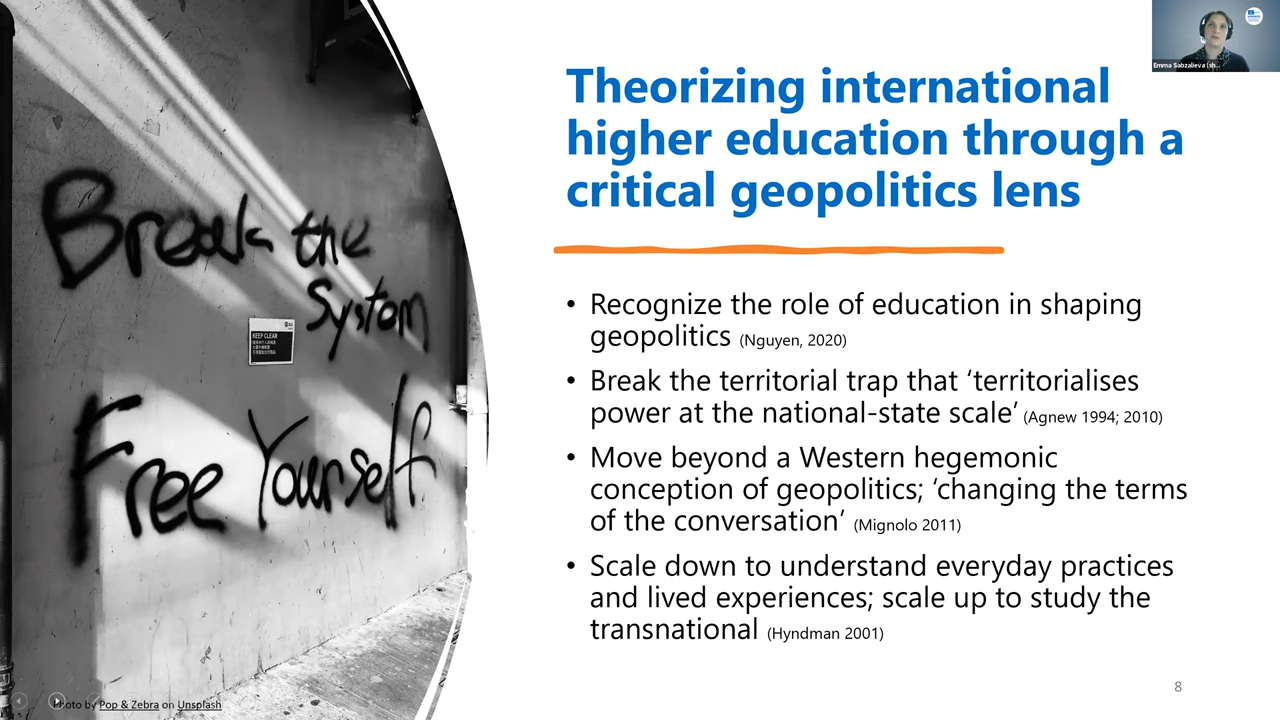 Break the
System
KEEP CLEAR
Free Yourself
Photo by Pop & Zebra on Unsplash
Emma Sabzalieva (sh...
Theorizing international
higher education through a
critical geopolitics lens
• Recognize the role of education in shaping
geopolitics (Nguyen, 2020)
• Break the territorial trap that ‘territorialises
power at the national-state scale’ (Agnew 1994; 2010)
• Move beyond a Western hegemonic
conception of geopolitics; ‘changing the terms
of the conversation’ (Mignolo 2011)
• Scale down to understand everyday practices
and lived experiences; scale up to study the
transnational (Hyndman 2001)
8